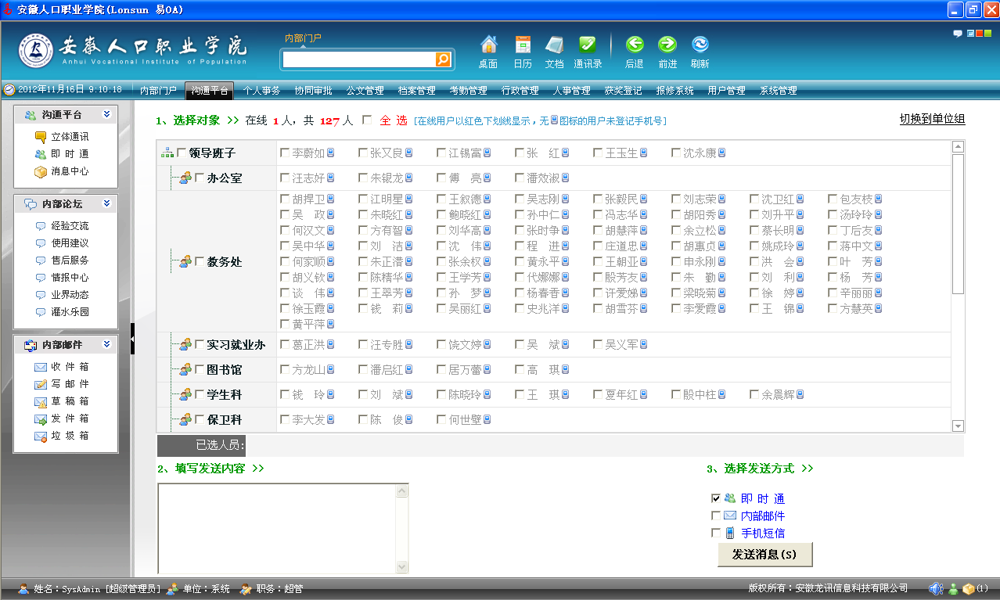 安徽人口职业学院(Lonsun 易OA)
安徽人口职业学院
Anhui Vocational Institute of Population
内部门户
桌面 日历 文档 通讯录 后退 前进 刷新
2012年11月16日 9:10:18 内部门户 沟通平台 个人事务 协同审批 公文管理 档案管理 考勤管理 行政管理 人事管理 获奖登记 报修系统 用户管理 系统管理
沟通平台
立体通讯
即 时 通
消息中心
内部论坛
经验交流
使用建议
售后服务
情报中心
业界动态
灌水乐园
内部邮件
收 件 箱
写 邮 件
草 稿 箱
发 件 箱
垃 圾 箱
1、选择对象 >> 在线 1 人，共 127 人 全 选 [在线用户以红色下划线显示，无图标的用户未登记手机号]
切换到单位组
领导班子 李蔚如 张又良 江锡富 张 红 王玉生 沈永康
办公室 汪志好 朱银龙 傅 亮 潘效淑
教务处
胡捍卫 江明星 王叙德 吴志刚 张毅民 刘志荣 沈卫红 包友枝
吴 政 朱晓红 鲍晓红 孙中仁 冯志华 胡阳秀 刘升平 汤玲玲
何汉文 方有智 刘华高 张时争 胡慧萍 余立松 蔡长明 丁后友
吴中华 刘 洁 沈 伟 程 进 庄道忠 胡惠贞 姚成玲 蒋中文
何家顺 朱正潜 张余权 黄永平 王朝亚 申永刚 洪 会 叶 芳
胡义钦 陈精华 王学芳 代娜娜 殷芳友 朱 勤 刘 利 杨 芳
谈 伟 王翠芳 孙 梦 杨春香 许爱娣 梁晓菊 徐 婷 辛丽丽
徐玉霞 钱 莉 吴丽红 史兆洋 胡雪芬 李爱霞 王 锦 方慧英
黄平萍
实习就业办 葛正洪 汪专胜 饶文婷 吴 斌 吴义军
图书馆 方龙山 潘启红 居万蕾 高 琪
学生科 钱 玲 刘 斌 陈晓玲 王 琪 夏年红 殷中柱 余晨辉
保卫科 李大发 陈 俊 何世璧
已选人员:
2、填写发送内容 >>
3、选择发送方式 >>
即 时 通
内部邮件
手机短信
发送消息(S)
姓名：SysAdmin [超级管理员] 单位：系统 职务：超管 版权所有：安徽龙讯信息科技有限公司 (1)